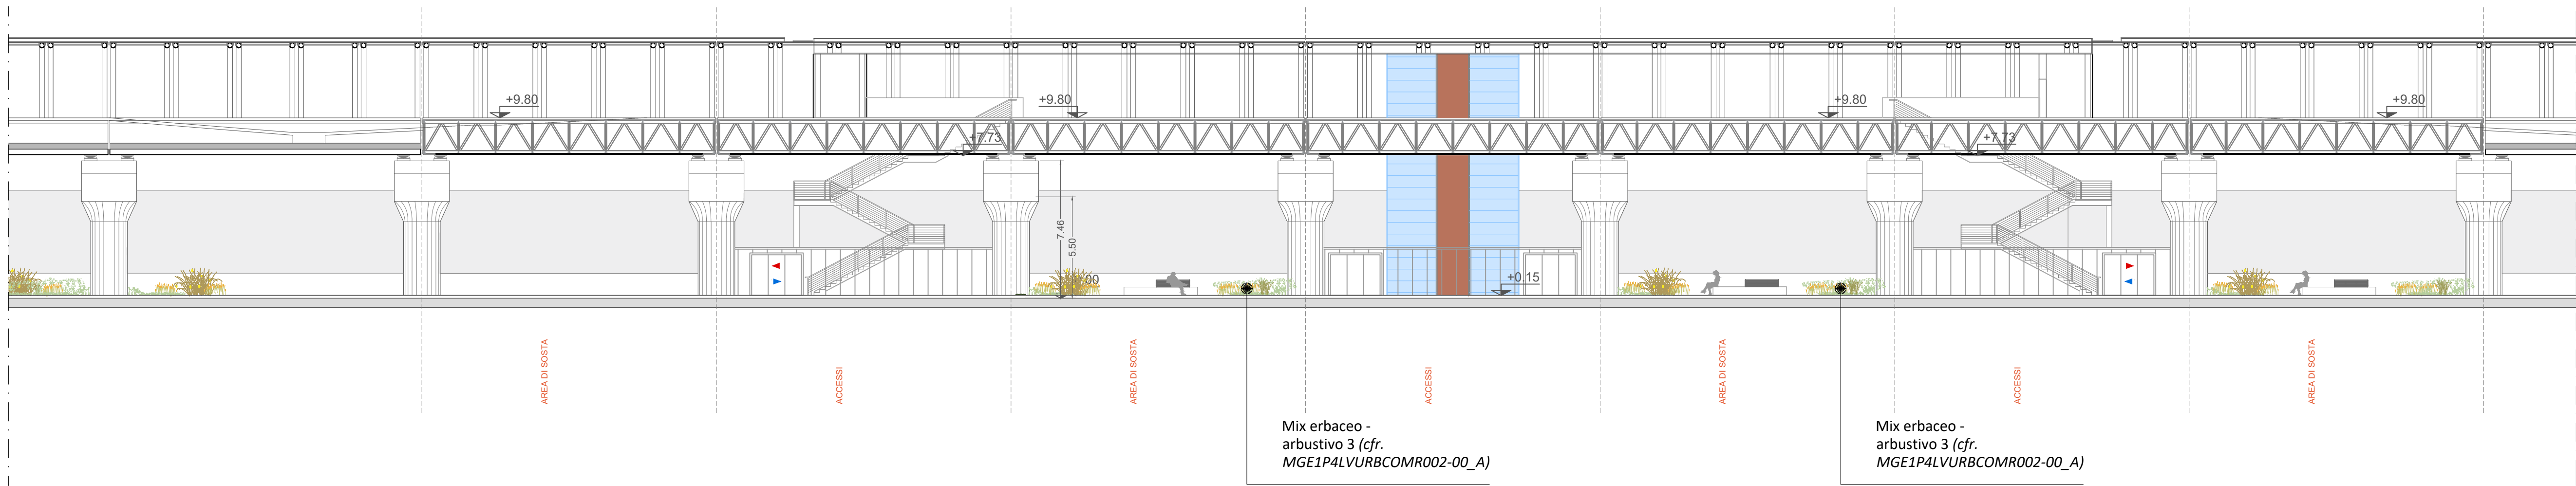 +9.80
+9.80
+9.80
+9.80
+7.73
+7.73
7.46
5.50
+0.15
AREA DI SOSTA
ACCESSI
AREA DI SOSTA
ACCESSI
AREA DI SOSTA
ACCESSI
AREA DI SOSTA
Mix erbaceo -
arbustivo 3 (cfr.
MGE1P4LVURBCOMR002-00_A)
Mix erbaceo -
arbustivo 3 (cfr.
MGE1P4LVURBCOMR002-00_A)